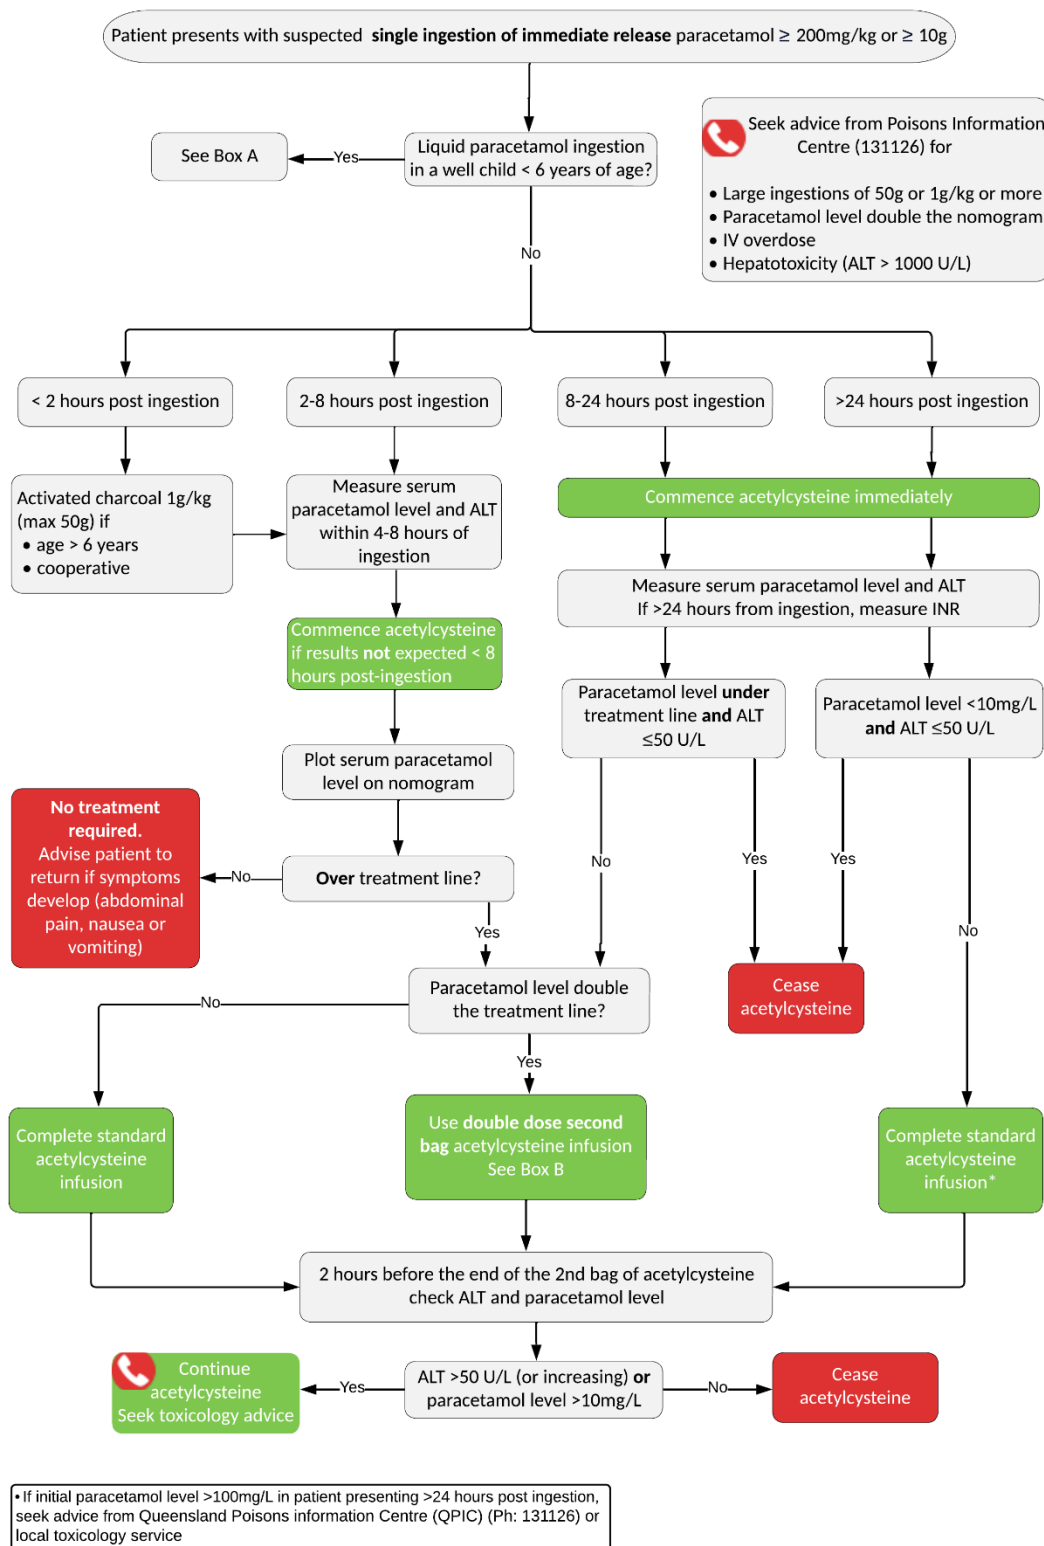 Patient presents with suspected single ingestion of immediate release paracetamol ≥ 200mg/kg or ≥ 10g
Liquid paracetamol ingestion
in a well child < 6 years of age?
Yes
See Box A
Seek advice from Poisons Information
Centre (131126) for
• Large ingestions of 50g or 1g/kg or more
• Paracetamol level double the nomogram
• IV overdose
• Hepatotoxicity (ALT > 1000 U/L)
No
< 2 hours post ingestion
2-8 hours post ingestion
8-24 hours post ingestion
>24 hours post ingestion
Activated charcoal 1g/kg
(max 50g) if
• age > 6 years
• cooperative
Measure serum
paracetamol level and ALT
within 4-8 hours of
ingestion
Commence acetylcysteine immediately
Measure serum paracetamol level and ALT
If >24 hours from ingestion, measure INR
Commence acetylcysteine
if results not expected < 8
hours post-ingestion
Paracetamol level under
treatment line and ALT
≤50 U/L
Paracetamol level <10mg/L
and ALT ≤50 U/L
Plot serum paracetamol
level on nomogram
No treatment
required.
Advise patient to
return if symptoms
develop (abdominal
pain, nausea or
vomiting)
No
Over treatment line?
Yes
No
Yes
Yes
No
Cease
acetylcysteine
Paracetamol level double
the treatment line?
No
Yes
Complete standard
acetylcysteine
infusion
Use double dose second
bag acetylcysteine infusion
See Box B
Complete standard
acetylcysteine
infusion*
2 hours before the end of the 2nd bag of acetylcysteine
check ALT and paracetamol level
Continue
acetylcysteine
Seek toxicology advice
Yes
ALT >50 U/L (or increasing) or
paracetamol level >10mg/L
No
Cease
acetylcysteine
• If initial paracetamol level >100mg/L in patient presenting >24 hours post ingestion,
seek advice from Queensland Poisons information Centre (QPIC) (Ph: 131126) or
local toxicology service